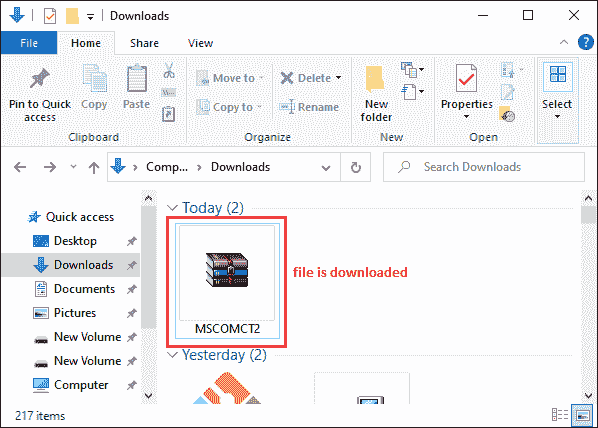 Downloads
File
Home
Share
View
Pin to Quick access
Copy
Paste
Clipboard
Move to
Copy to
Delete
Rename
Organize
New folder
New
Properties
Open
Select
Comp...
Downloads
Search Downloads
Quick access
Desktop
Downloads
Documents
Pictures
New Volume
New Volume
Computer
Today (2)
file is downloaded
MSCOMCT2
Yesterday (2)
217 items